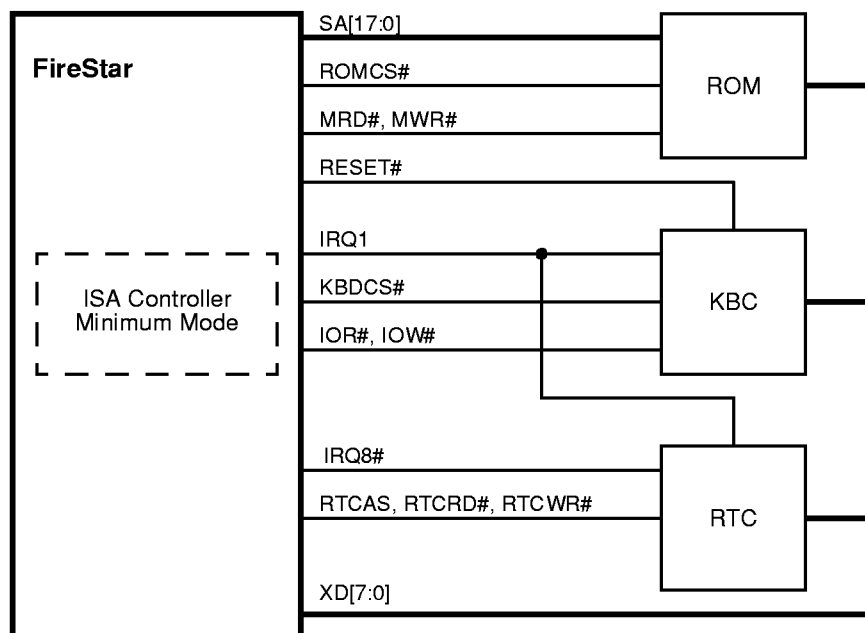 FireStar
SA[17:0]
ROMCS#
MRD#, MWR#
RESET#
ROM
IRQ1
KBDCS#
IOR#, IOW#
KBC
ISA Controller
Minimum Mode
IRQ8#
RTCAS, RTCRD#, RTCWR#
RTC
XD[7:0]